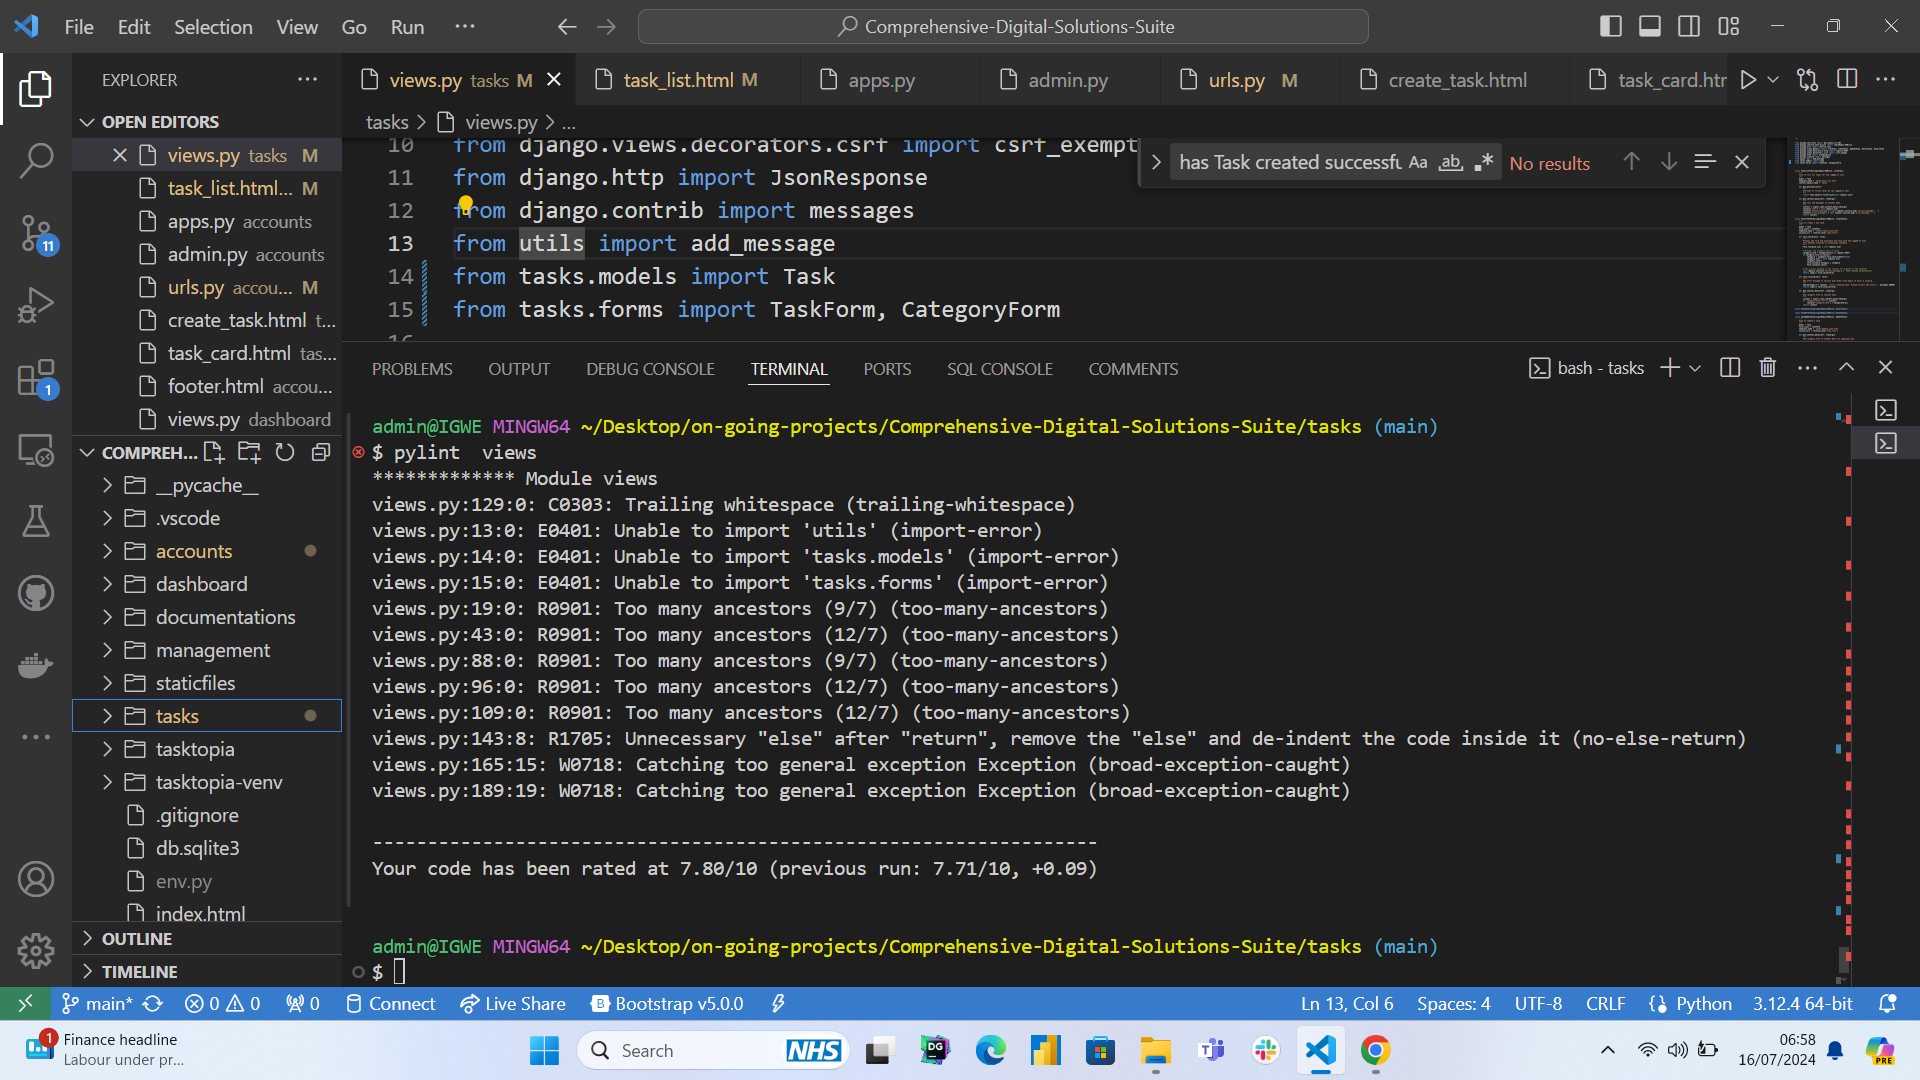 File Edit Selection View Go Run ...
Comprehensive-Digital-Solutions-Suite
EXPLORER
views.py tasks M
task_list.html M
apps.py
admin.py
urls.py M
create_task.html
task_card.htm
OPEN EDITORS
tasks > views.py > ...
views.py tasks M
task_list.html... M
apps.py accounts
admin.py accounts
urls.py accou... M
create_task.html t...
task_card.html tas...
footer.html accou...
views.py dashboard
10 from django.views.decorators.csrf import csrf_exempt
11 from django.http import JsonResponse
12 from django.contrib import messages
13 from utils import add_message
14 from tasks.models import Task
15 from tasks.forms import TaskForm, CategoryForm
16
has Task created successfu Aa ab .* No results
PROBLEMS OUTPUT DEBUG CONSOLE TERMINAL PORTS SQL CONSOLE COMMENTS
bash - tasks
COMPREH...
__pycache__
.vscode
accounts
dashboard
documentations
management
staticfiles
tasks
tasktopia
tasktopia-venv
.gitignore
db.sqlite3
env.py
index.html
OUTLINE
TIMELINE
11
1
admin@IGWE MINGW64 ~/Desktop/on-going-projects/Comprehensive-Digital-Solutions-Suite/tasks (main)
$ pylint  views
************* Module views
views.py:129:0: C0303: Trailing whitespace (trailing-whitespace)
views.py:13:0: E0401: Unable to import 'utils' (import-error)
views.py:14:0: E0401: Unable to import 'tasks.models' (import-error)
views.py:15:0: E0401: Unable to import 'tasks.forms' (import-error)
views.py:19:0: R0901: Too many ancestors (9/7) (too-many-ancestors)
views.py:43:0: R0901: Too many ancestors (12/7) (too-many-ancestors)
views.py:88:0: R0901: Too many ancestors (9/7) (too-many-ancestors)
views.py:96:0: R0901: Too many ancestors (12/7) (too-many-ancestors)
views.py:109:0: R0901: Too many ancestors (12/7) (too-many-ancestors)
views.py:143:8: R1705: Unnecessary "else" after "return", remove the "else" and de-indent the code inside it (no-else-return)
views.py:165:15: W0718: Catching too general exception Exception (broad-exception-caught)
views.py:189:19: W0718: Catching too general exception Exception (broad-exception-caught)
------------------------------------------------------------------
Your code has been rated at 7.80/10 (previous run: 7.71/10, +0.09)
admin@IGWE MINGW64 ~/Desktop/on-going-projects/Comprehensive-Digital-Solutions-Suite/tasks (main)
$
main* 0 0 0 Connect Live Share B Bootstrap v5.0.0
Ln 13, Col 6 Spaces: 4 UTF-8 CRLF Python 3.12.4 64-bit
1
Finance headline
Labour under pr...
Search
NHS
DG
06:58
16/07/2024
PRE